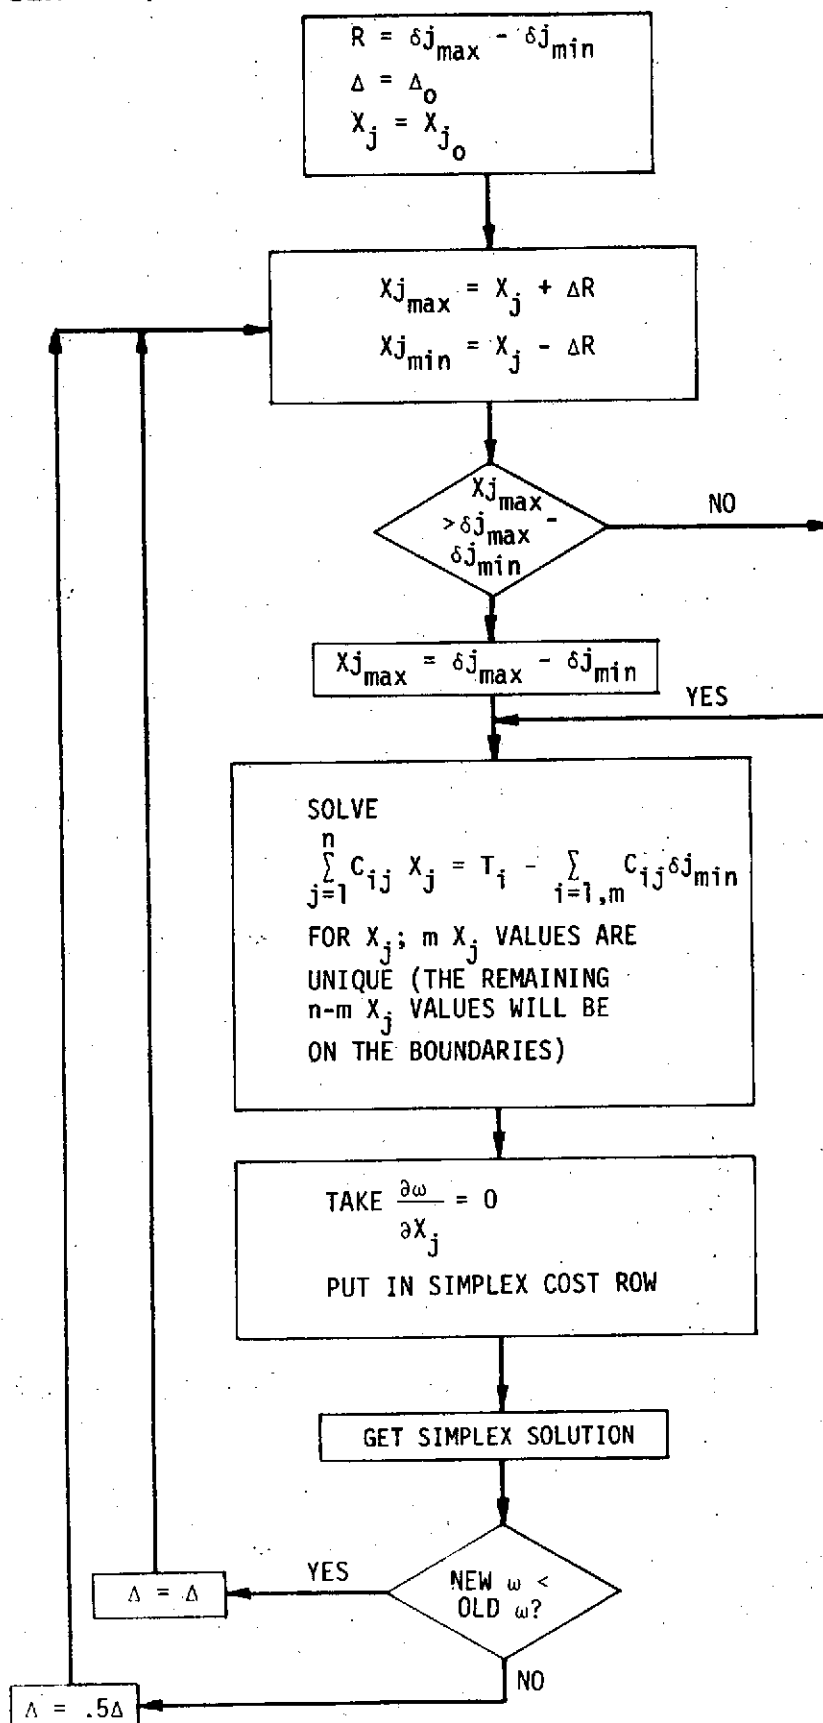 R = δj_max - δj_min
Δ = Δ_o
X_j = X_j_o
Xj_max = X_j + ΔR
Xj_min = X_j - ΔR
Xj_max
> δj_max -
δj_min
NO
Xj_max = δj_max - δj_min
YES
SOLVE
n
∑ C_ij X_j = T_i - ∑ C_ij δj_min
j=1 i=1,m
FOR X_j; m X_j VALUES ARE
UNIQUE (THE REMAINING
n-m X_j VALUES WILL BE
ON THE BOUNDARIES)
TAKE ∂ω/∂X_j = 0
PUT IN SIMPLEX COST ROW
GET SIMPLEX SOLUTION
NEW ω <
OLD ω?
YES
Δ = Δ
NO
Δ = .5Δ